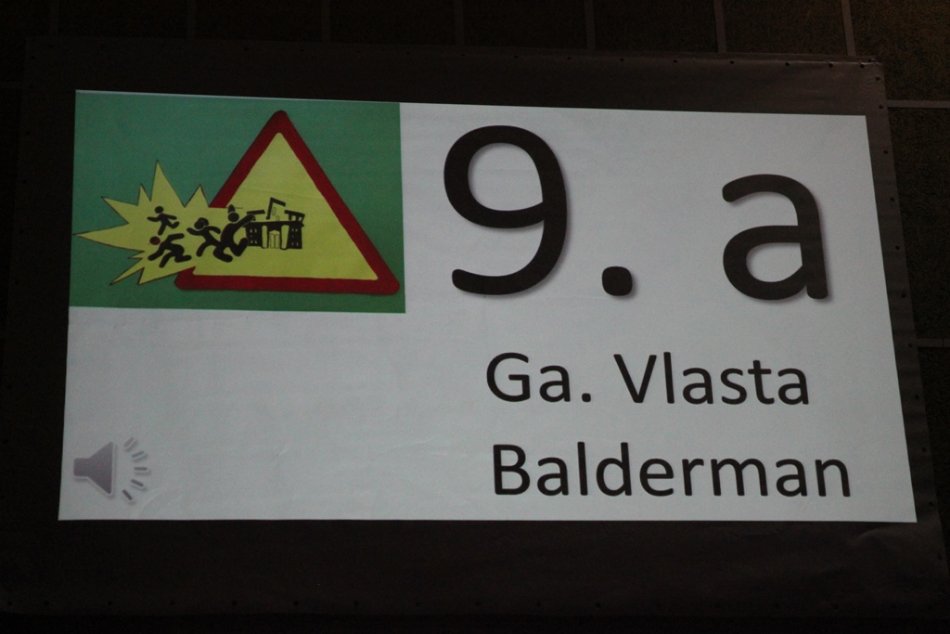 9. a
Ga. Vlasta
Balderman